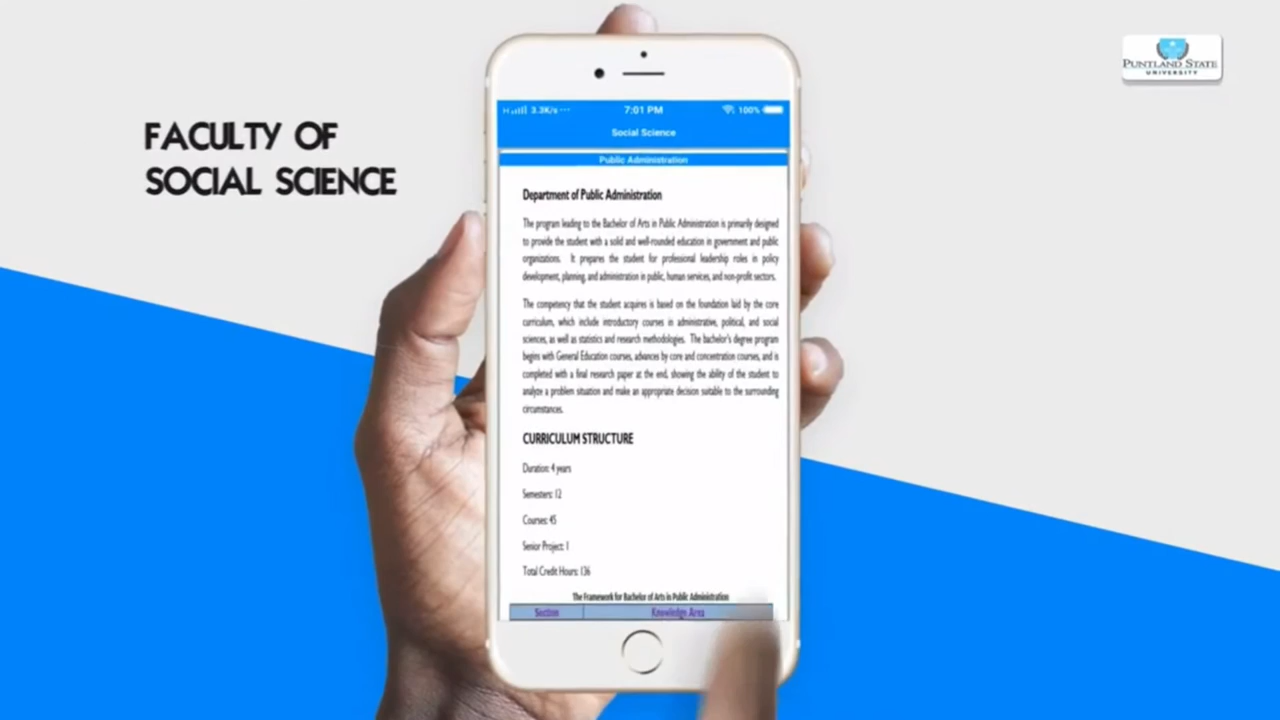 FACULTY OF
SOCIAL SCIENCE
PUNTLAND STATE
UNIVERSITY
3.3K/s ···
7:01 PM
100%
Social Science
Public Administration
Department of Public Administration
The program leading to the Bachelor of Arts in Public Administration is primarily designed
to provide the student with a solid and well-rounded education in government and public
organizations. It prepares the student for professional leadership roles in policy
development, planning, and administration in public, human services, and non-profit sectors.
The competency that the student acquires is based on the foundation laid by the core
curriculum, which include introductory courses in administrative, political, and social
sciences, as well as statistics and research methodologies. The bachelor's degree program
begins with General Education courses, advances by core and concentration courses, and is
completed with a final research paper at the end, showing the ability of the student to
analyze a problem situation and make an appropriate decision suitable to the surrounding
circumstances.
CURRICULUM STRUCTURE
Duration: 4 years
Semesters: 12
Courses: 45
Senior Project: 1
Total Credit Hours: 136
The Framework for Bachelor of Arts in Public Administration
Section
Knowledge Area